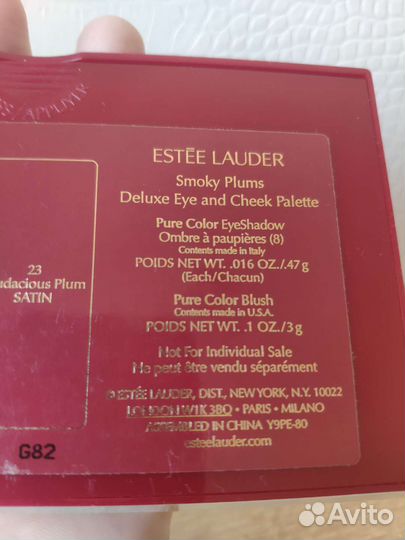 ESTĒE LAUDER
Smoky Plums
Deluxe Eye and Cheek Palette
Pure Color EyeShadow
Ombre à paupières (8)
Contents made in Italy
POIDS NET WT. .016 OZ./.47 g
(Each/Chacun)
Pure Color Blush
Contents made in U.S.A.
POIDS NET WT. .1 OZ./3 g
Not For Individual Sale
Ne peut être vendu séparément
© ESTĒE LAUDER, DIST., NEW YORK, N.Y. 10022
LONDON W1K 3BQ • PARIS • MILANO
ASSEMBLED IN CHINA Y9PE-80
esteelauder.com
23
udacious Plum
SATIN
G82
Avito